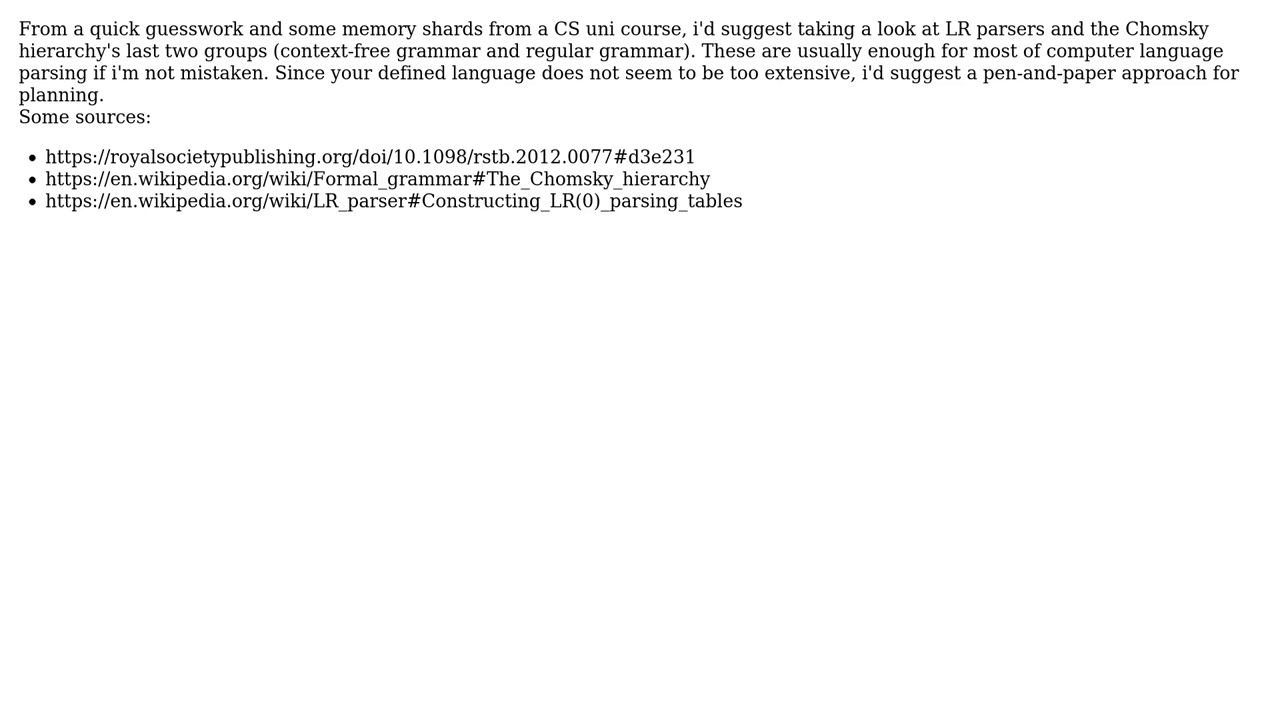 From a quick guesswork and some memory shards from a CS uni course, i'd suggest taking a look at LR parsers and the Chomsky
hierarchy's last two groups (context-free grammar and regular grammar). These are usually enough for most of computer language
parsing if i'm not mistaken. Since your defined language does not seem to be too extensive, i'd suggest a pen-and-paper approach for
planning.
Some sources:
• https://royalsocietypublishing.org/doi/10.1098/rstb.2012.0077#d3e231
• https://en.wikipedia.org/wiki/Formal_grammar#The_Chomsky_hierarchy
• https://en.wikipedia.org/wiki/LR_parser#Constructing_LR(0)_parsing_tables